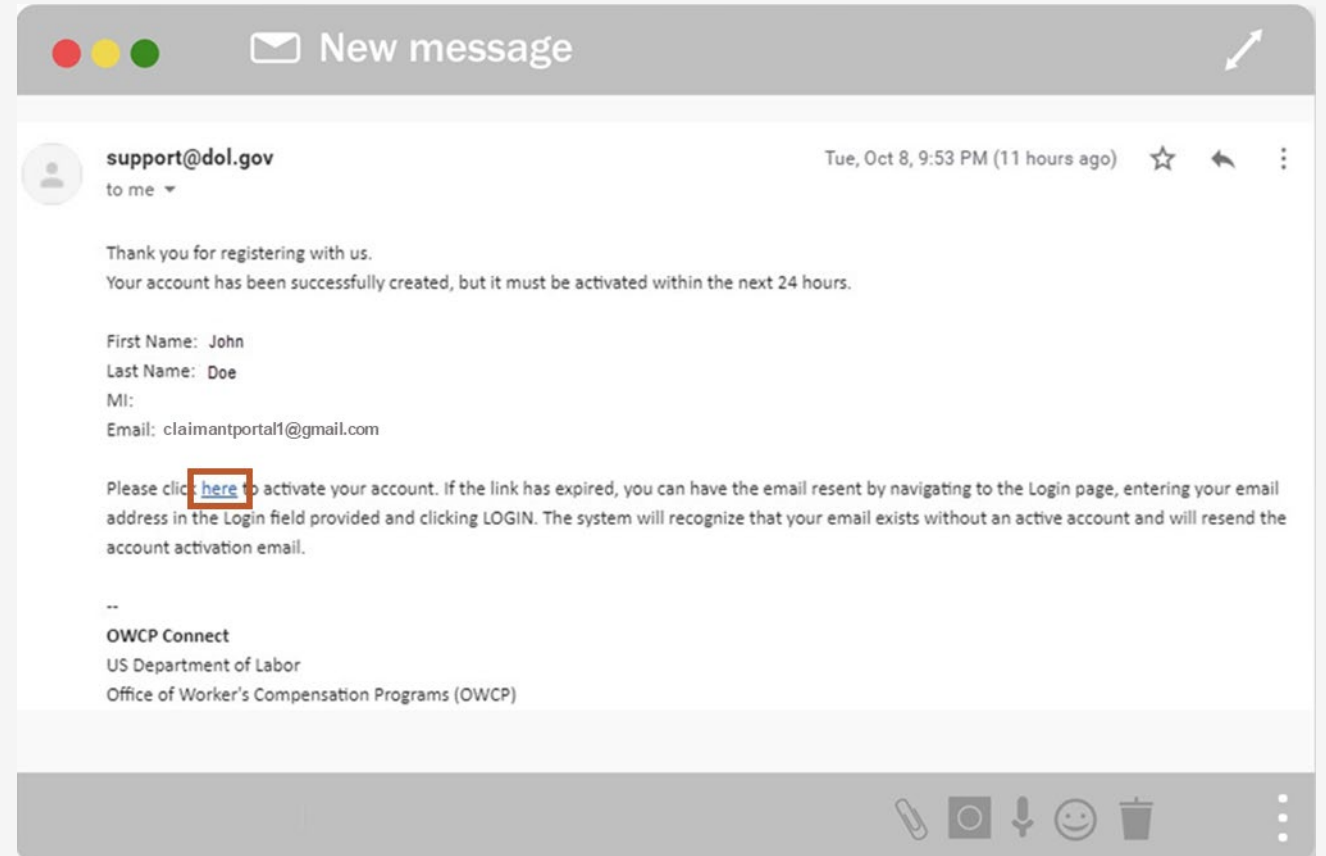 New message
support@dol.gov
Tue, Oct 8, 9:53 PM (11 hours ago)
to me
Thank you for registering with us.
Your account has been successfully created, but it must be activated within the next 24 hours.
First Name: John
Last Name: Doe
MI:
Email: claimantportal1@gmail.com
Please click here to activate your account. If the link has expired, you can have the email resent by navigating to the Login page, entering your email
address in the Login field provided and clicking LOGIN. The system will recognize that your email exists without an active account and will resend the
account activation email.
--
OWCP Connect
US Department of Labor
Office of Worker's Compensation Programs (OWCP)